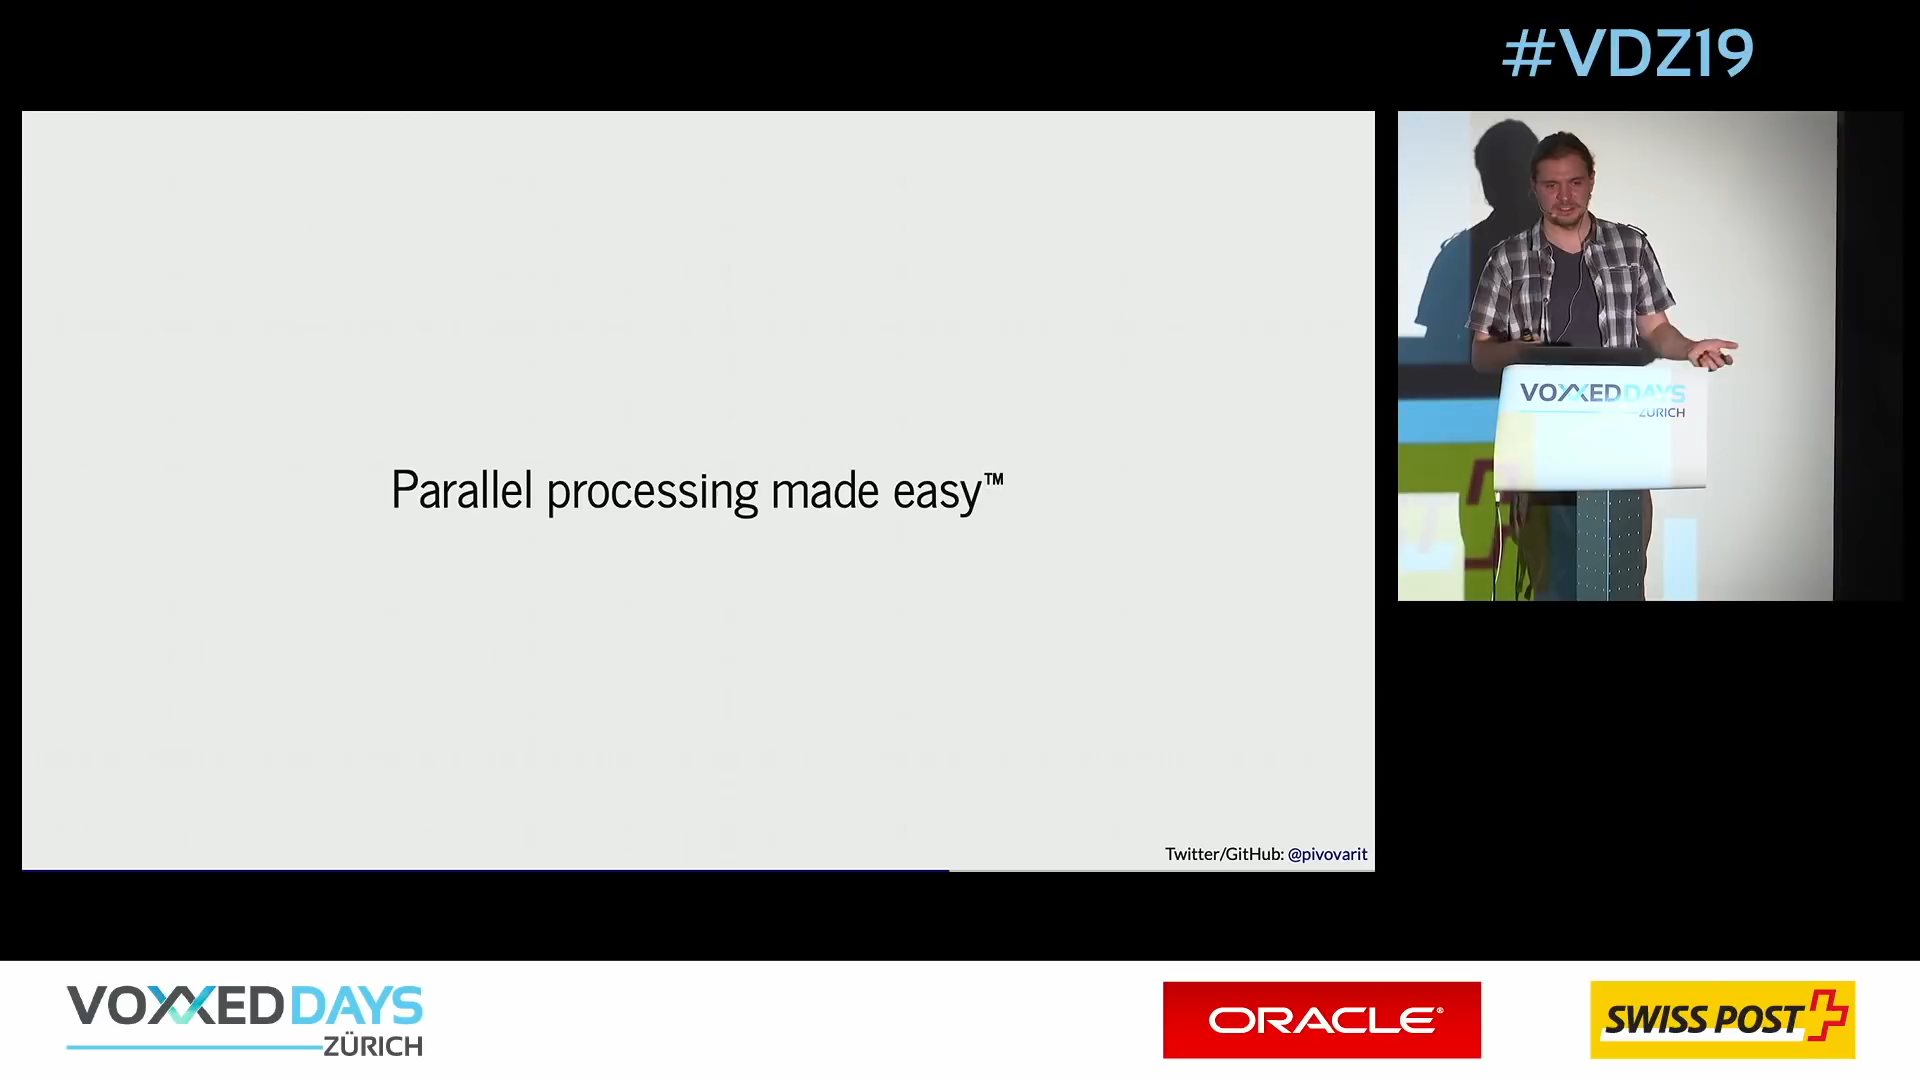 #VDZ19
Parallel processing made easy™
Twitter/GitHub: @pivovarit
VOXXED DAYS
ZÜRICH
VOXXED DAYS
ZÜRICH
ORACLE®
SWISS POST